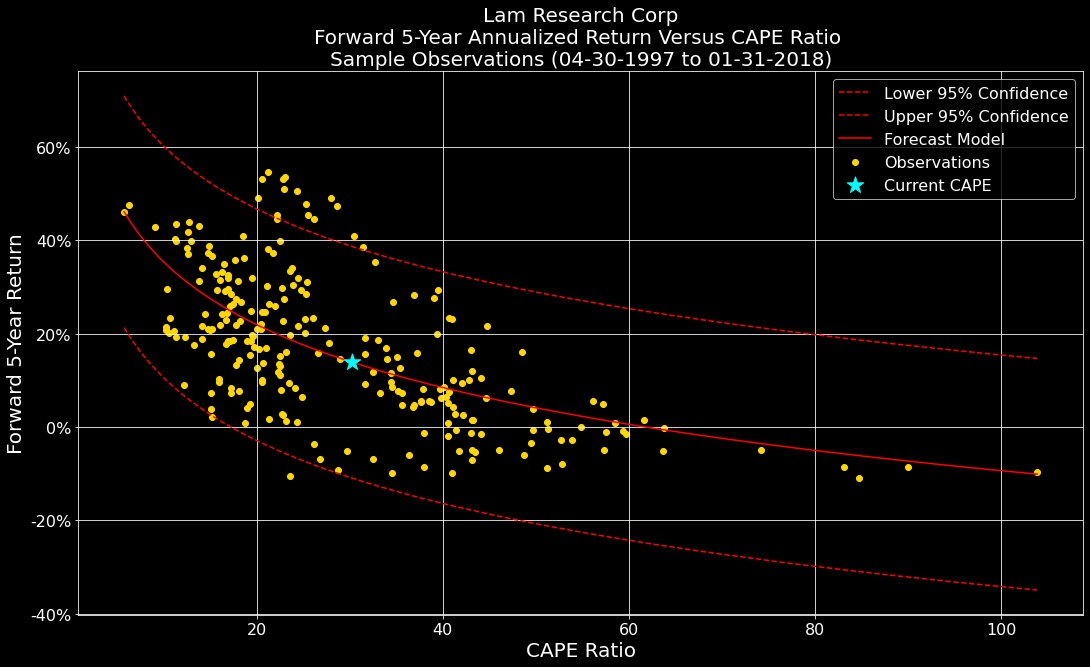 Lam Research Corp
Forward 5-Year Annualized Return Versus CAPE Ratio
Sample Observations (04-30-1997 to 01-31-2018)
Lower 95% Confidence
Upper 95% Confidence
Forecast Model
Observations
Current CAPE
Forward 5-Year Return
60%
40%
20%
0%
-20%
-40%
20
40
60
80
100
CAPE Ratio